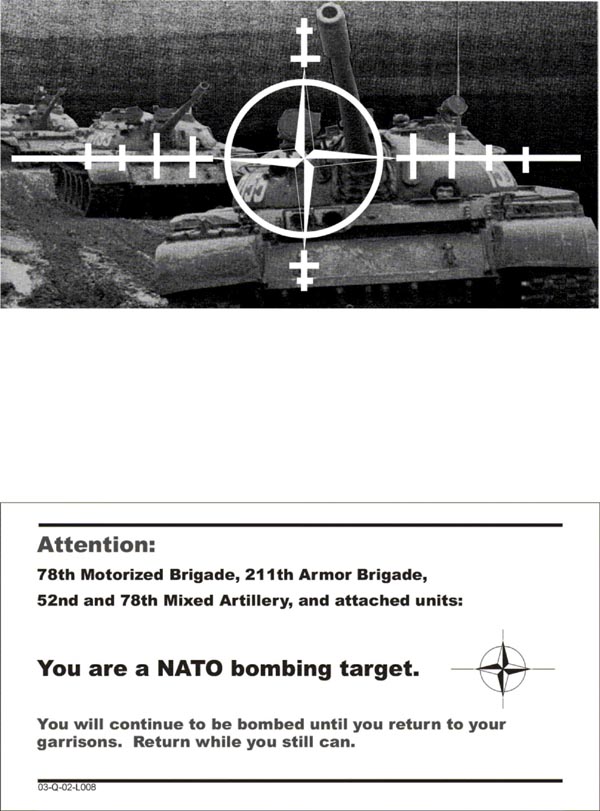 Attention:
78th Motorized Brigade, 211th Armor Brigade,
52nd and 78th Mixed Artillery, and attached units:
You are a NATO bombing target.
You will continue to be bombed until you return to your
garrisons.  Return while you still can.
03-Q-02-L008